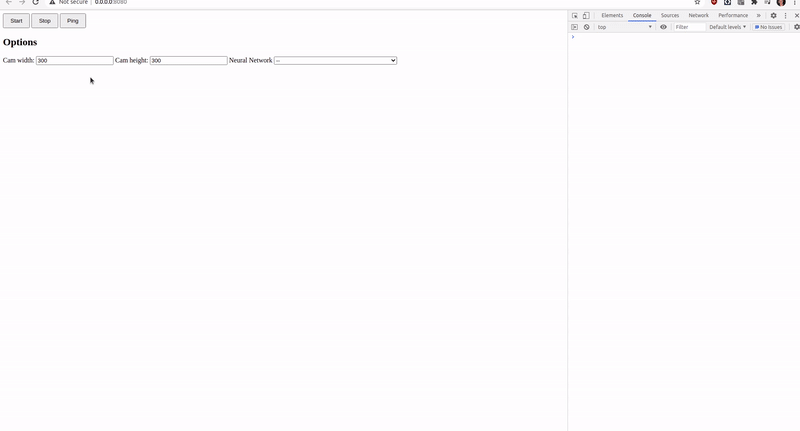 Not secure | 0.0.0.0:8080
Start Stop Ping
Options
Cam width: 300 Cam height: 300 Neural Network --
Elements Console Sources Network Performance »
top Filter Default levels No Issues